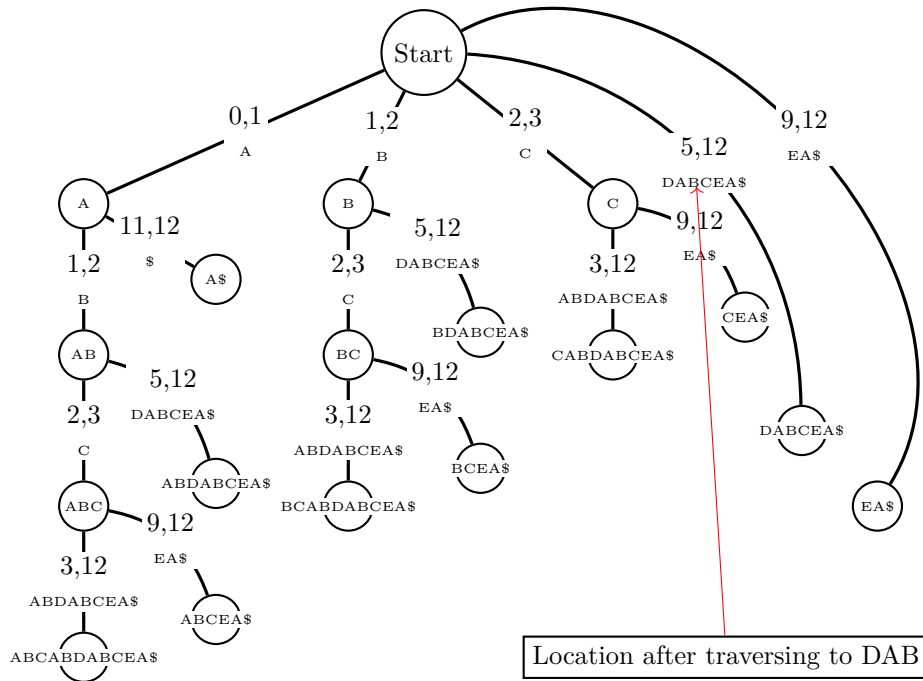 Start
0,1
A
1,2
B
2,3
C
5,12
DABCEA$
9,12
EA$
A
11,12
$
A$
1,2
B
B
5,12
DABCEA$
BDABCEA$
2,3
C
C
9,12
EA$
CEA$
3,12
ABDABCEA$
CABDABCEA$
DABCEA$
EA$
AB
5,12
DABCEA$
ABDABCEA$
2,3
C
BC
9,12
EA$
BCEA$
3,12
ABDABCEA$
BCABDABCEA$
ABC
9,12
EA$
ABCEA$
3,12
ABDABCEA$
ABCABDABCEA$
Location after traversing to DAB